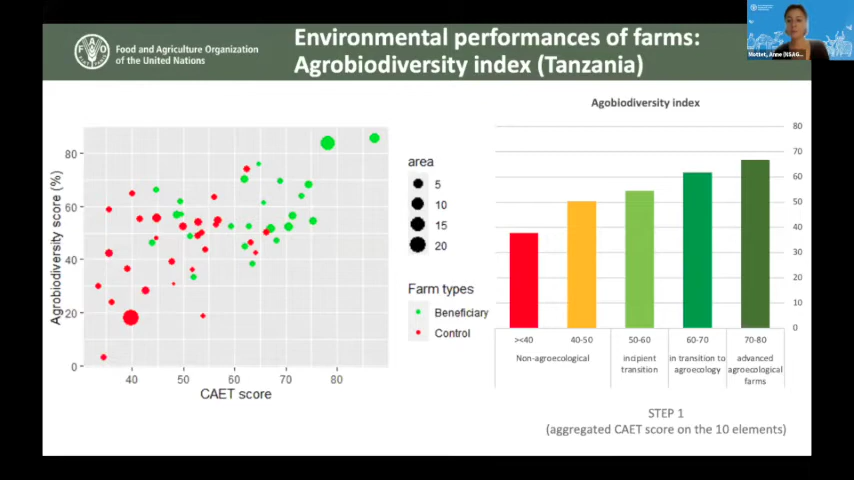 Food and Agriculture Organization
of the United Nations
Environmental performances of farms:
Agrobiodiversity index (Tanzania)
Agrobiodiversity score (%)
80
60
40
20
0
40
50
60
70
80
CAET score
area
5
10
15
20
Farm types
Beneficiary
Control
Agobiodiversity index
80
70
60
50
40
30
20
10
0
><40
40-50
50-60
60-70
70-80
Non-agroecological
incipient
transition
in transition to
agroecology
advanced
agroecological
farms
STEP 1
(aggregated CAET score on the 10 elements)